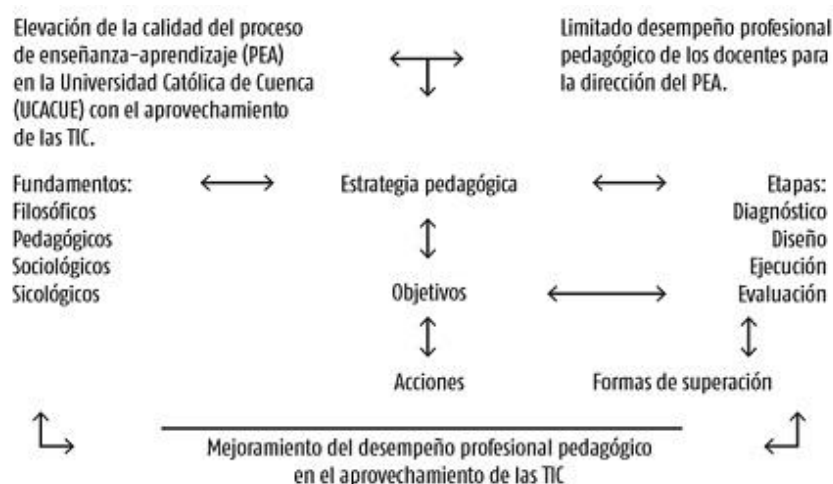 Elevación de la calidad del proceso
de enseñanza-aprendizaje (PEA)
en la Universidad Católica de Cuenca
(UCACUE) con el aprovechamiento
de las TIC.
Limitado desempeño profesional
pedagógico de los docentes para
la dirección del PEA.
Fundamentos:
Filosóficos
Pedagógicos
Sociológicos
Sicológicos
Estrategia pedagógica
Objetivos
Acciones
Etapas:
Diagnóstico
Diseño
Ejecución
Evaluación
Formas de superación
Mejoramiento del desempeño profesional pedagógico
en el aprovechamiento de las TIC